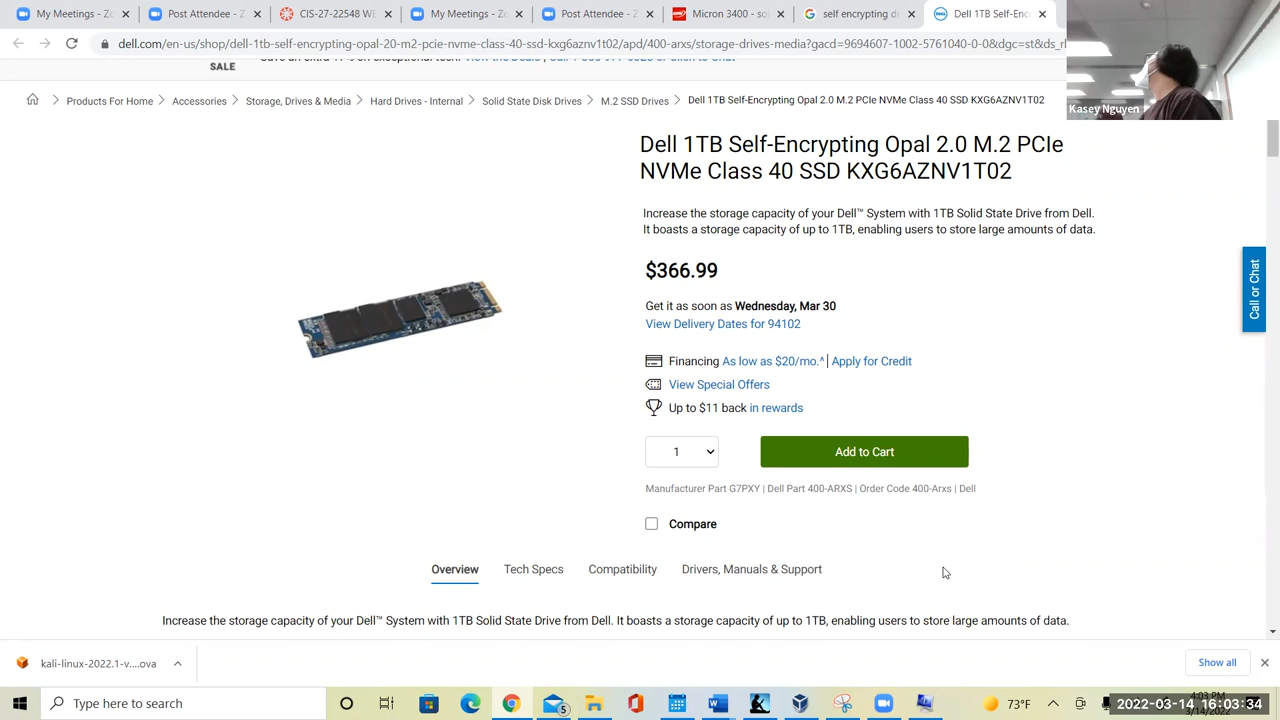 My Meetings - Z
Post Attendee -
CIS-27-22548 WE
My Meetings - Z
Post Attendee - Z
Micron 3400 - so
self encrypting d
Dell 1TB Self-Enc
dell.com/en-us/shop/dell-1tb-self-encrypting-opal-20-m2-pcie-nvme-class-40-ssd-kxg6aznv1t02/apd/400-arxs/storage-drives-media?gacd=9694607-1002-5761040-0-0&dgc=st&ds_rl
SALE
Kasey Nguyen
Products For Home
Accessories
Storage, Drives & Media
Hard Drives - Internal
Solid State Disk Drives
M.2 SSD Drives
Dell 1TB Self-Encrypting Opal 2.0 M.2 PCIe NVMe Class 40 SSD KXG6AZNV1T02
Dell 1TB Self-Encrypting Opal 2.0 M.2 PCIe
NVMe Class 40 SSD KXG6AZNV1T02
Increase the storage capacity of your Dell™ System with 1TB Solid State Drive from Dell.
It boasts a storage capacity of up to 1TB, enabling users to store large amounts of data.
$366.99
Get it as soon as Wednesday, Mar 30
View Delivery Dates for 94102
Call or Chat
Financing As low as $20/mo.^ | Apply for Credit
View Special Offers
Up to $11 back in rewards
1
Add to Cart
Manufacturer Part G7PXY | Dell Part 400-ARXS | Order Code 400-Arxs | Dell
Compare
Overview
Tech Specs
Compatibility
Drivers, Manuals & Support
Increase the storage capacity of your Dell™ System with 1TB Solid State Drive from Dell. It boasts a storage capacity of up to 1TB, enabling users to store large amounts of data.
kali-linux-2022.1-v....ova
Show all
Type here to search
5
73°F
4:03 PM
2022-03-14 16:03:34
3/14/2022